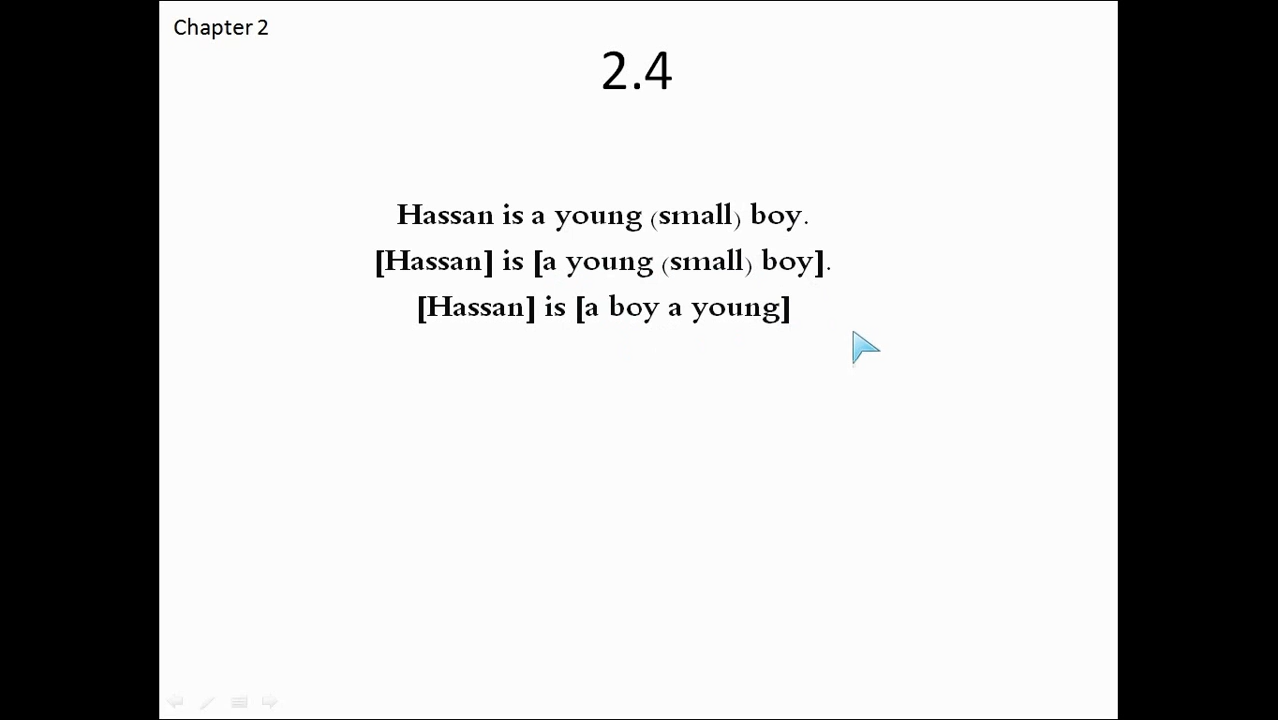 Chapter 2
2.4
Hassan is a young (small) boy.
[Hassan] is [a young (small) boy].
[Hassan] is [a boy a young]